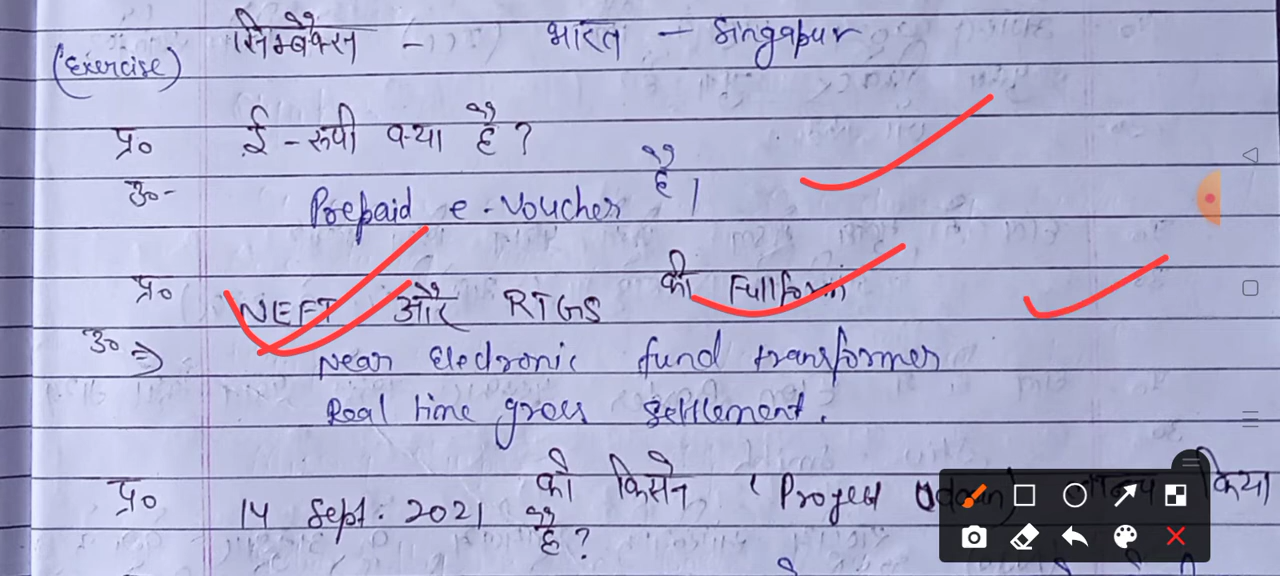 सिम्बेक्स - भारत - Singapur
(Exercise)
प्र० ई-रुपी क्या है ?
उ०- Prepaid e-Voucher है।
प्र० NEFT और RTGS की Fullform
उ० ⇒ Near Electronic fund transformer
Real time gross settlement.
प्र० 14 Sept. 2021 को किसने 'Project किया
है ?